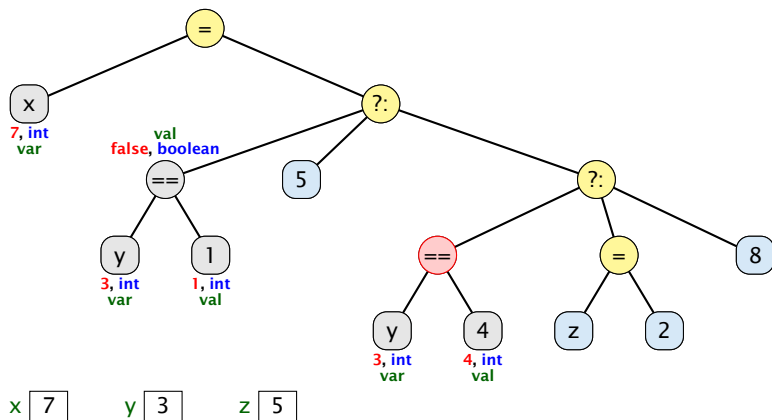 =
x
?:
7, int
var
val
false, boolean
==
5
?:
y
1
==
=
8
3, int
var
1, int
val
y
4
z
2
3, int
var
4, int
val
x 7 y 3 z 5